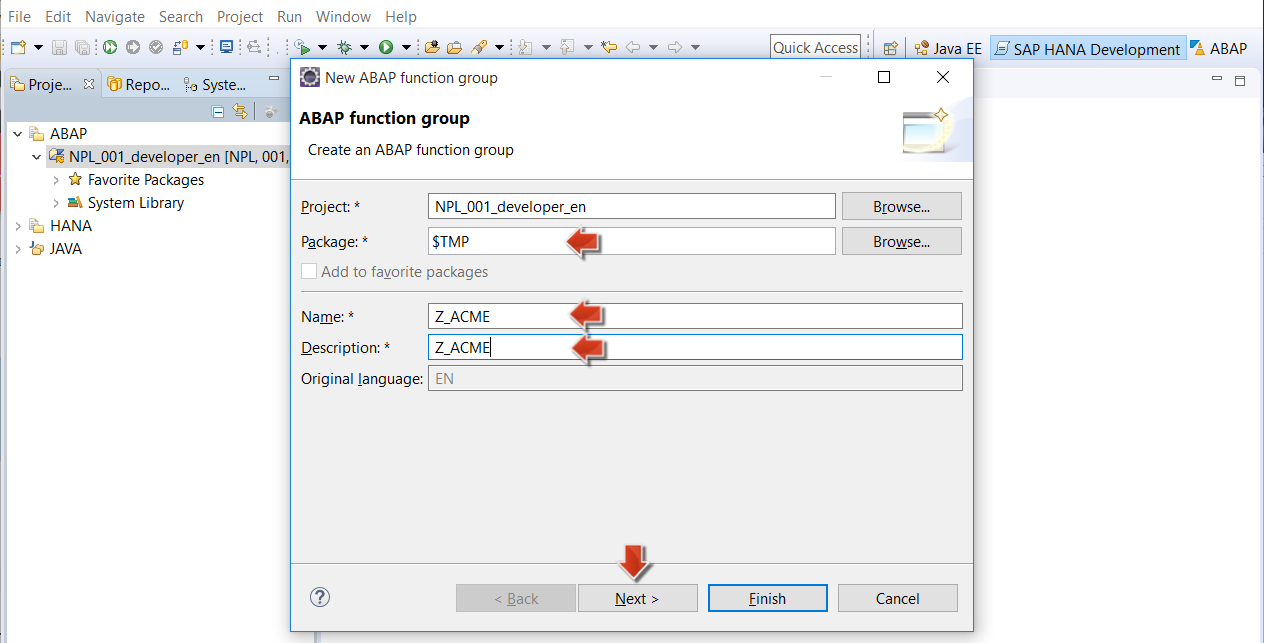 File Edit Navigate Search Project Run Window Help
Quick Access Java EE SAP HANA Development ABAP
Proje... Repo... Syste...
ABAP
NPL_001_developer_en [NPL, 001,
Favorite Packages
System Library
HANA
JAVA
New ABAP function group
ABAP function group
Create an ABAP function group
Project: * NPL_001_developer_en Browse...
Package: * $TMP Browse...
Add to favorite packages
Name: * Z_ACME
Description: * Z_ACME
Original language: EN
? < Back Next > Finish Cancel